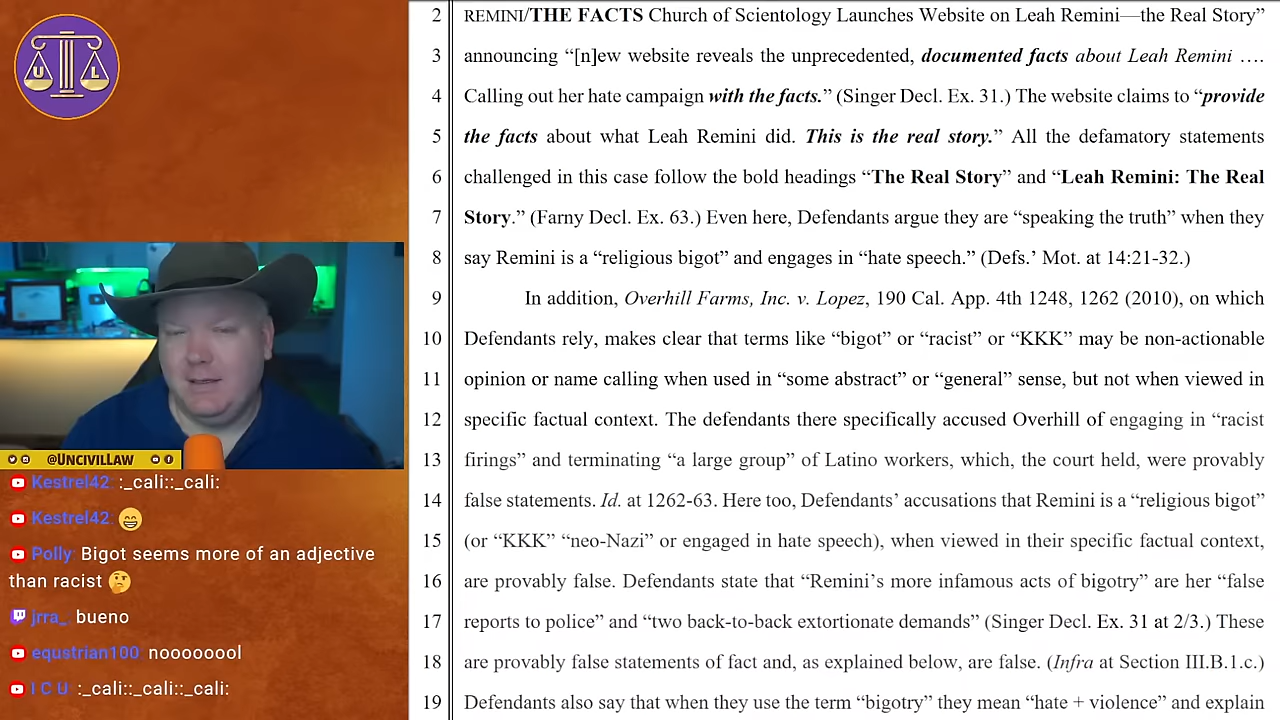 U L
@UNCIVILLAW
Kestrel42: :_cali::_cali:
Kestrel42: 😁
Polly: Bigot seems more of an adjective
than racist 🤔
jrra_: bueno
equstrian100: nooooool
I C U: :_cali::_cali::_cali:
2 REMINI/THE FACTS Church of Scientology Launches Website on Leah Remini—the Real Story”
3 announcing “[n]ew website reveals the unprecedented, documented facts about Leah Remini ….
4 Calling out her hate campaign with the facts.” (Singer Decl. Ex. 31.) The website claims to “provide
5 the facts about what Leah Remini did. This is the real story.” All the defamatory statements
6 challenged in this case follow the bold headings “The Real Story” and “Leah Remini: The Real
7 Story.” (Farny Decl. Ex. 63.) Even here, Defendants argue they are “speaking the truth” when they
8 say Remini is a “religious bigot” and engages in “hate speech.” (Defs.’ Mot. at 14:21-32.)
9 In addition, Overhill Farms, Inc. v. Lopez, 190 Cal. App. 4th 1248, 1262 (2010), on which
10 Defendants rely, makes clear that terms like “bigot” or “racist” or “KKK” may be non-actionable
11 opinion or name calling when used in “some abstract” or “general” sense, but not when viewed in
12 specific factual context. The defendants there specifically accused Overhill of engaging in “racist
13 firings” and terminating “a large group” of Latino workers, which, the court held, were provably
14 false statements. Id. at 1262-63. Here too, Defendants’ accusations that Remini is a “religious bigot”
15 (or “KKK” “neo-Nazi” or engaged in hate speech), when viewed in their specific factual context,
16 are provably false. Defendants state that “Remini’s more infamous acts of bigotry” are her “false
17 reports to police” and “two back-to-back extortionate demands” (Singer Decl. Ex. 31 at 2/3.) These
18 are provably false statements of fact and, as explained below, are false. (Infra at Section III.B.1.c.)
19 Defendants also say that when they use the term “bigotry” they mean “hate + violence” and explain